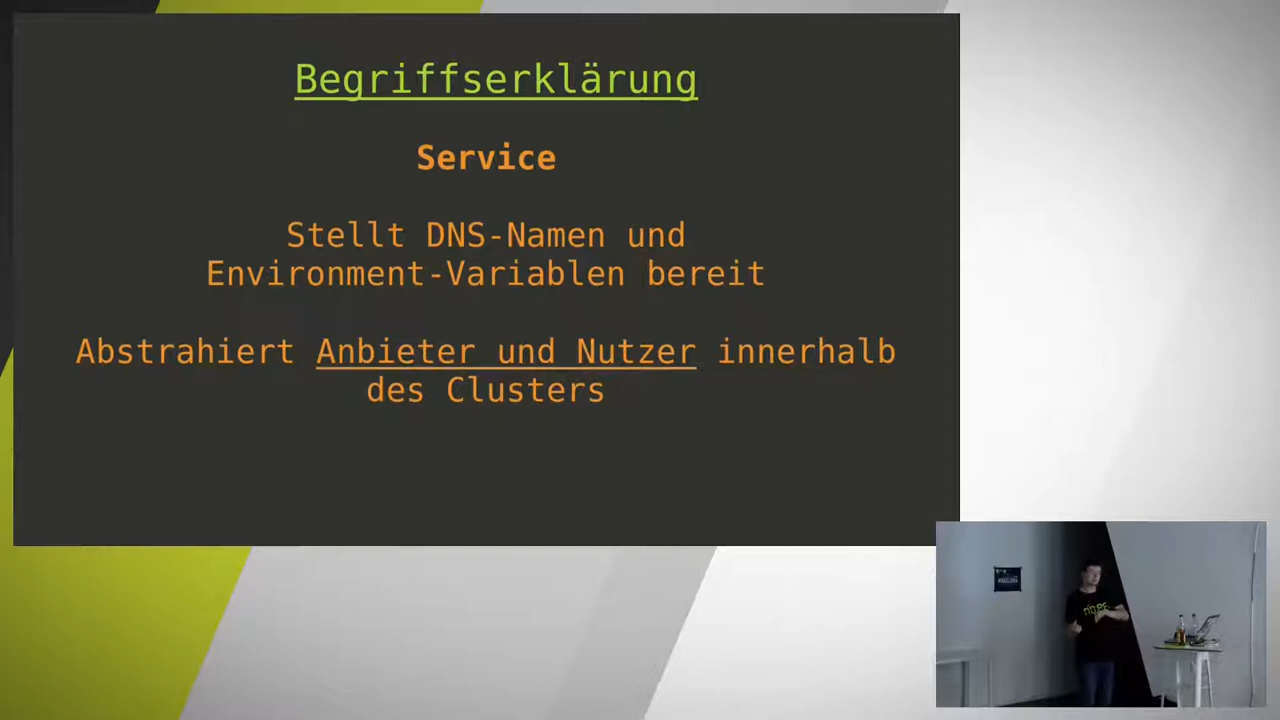 Begriffserklärung
Service
Stellt DNS-Namen und
Environment-Variablen bereit
Abstrahiert Anbieter und Nutzer innerhalb
des Clusters